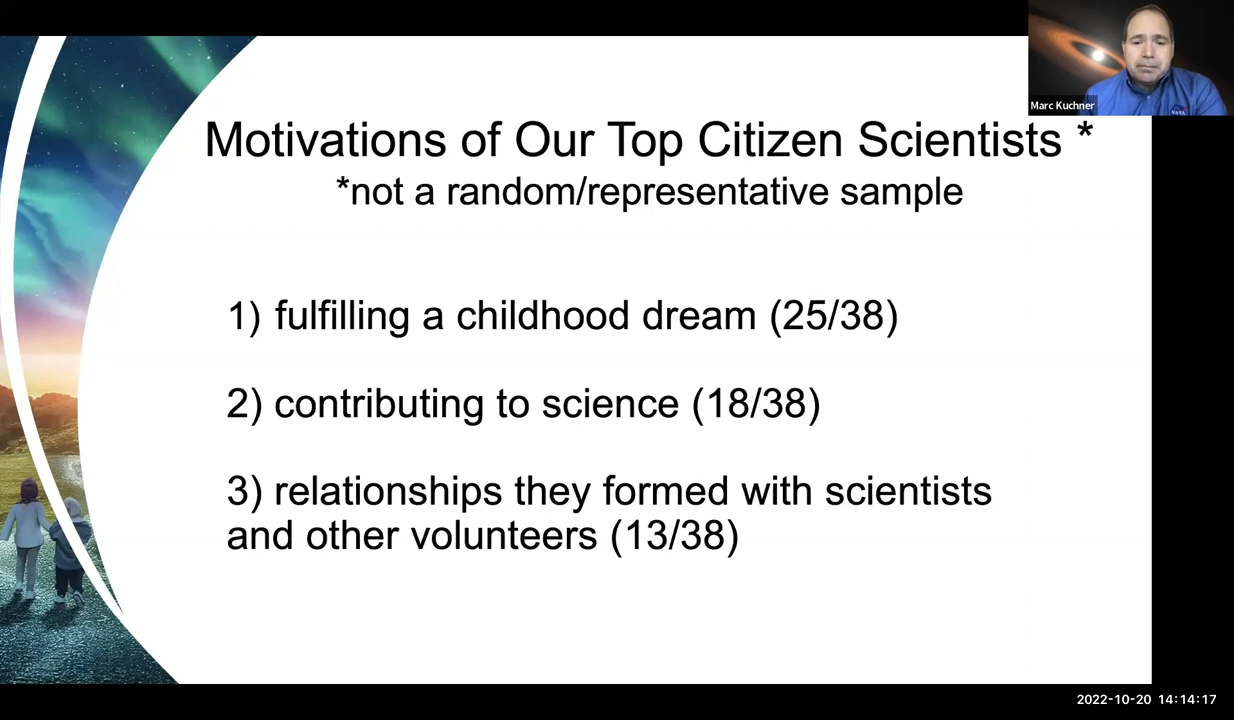 Marc Kuchner
NASA
Motivations of Our Top Citizen Scientists *
*not a random/representative sample
1) fulfilling a childhood dream (25/38)
2) contributing to science (18/38)
3) relationships they formed with scientists
and other volunteers (13/38)
2022-10-20 14:14:17